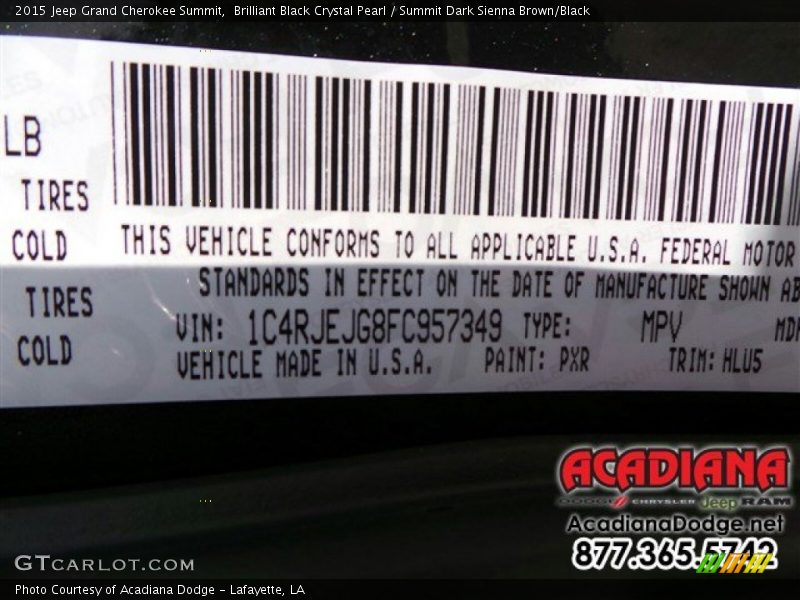 2015 Jeep Grand Cherokee Summit,  Brilliant Black Crystal Pearl / Summit Dark Sienna Brown/Black
LB
TIRES
COLD THIS VEHICLE CONFORMS TO ALL APPLICABLE U.S.A. FEDERAL MOTOR
STANDARDS IN EFFECT ON THE DATE OF MANUFACTURE SHOWN AB
TIRES
VIN: 1C4RJEJG8FC957349 TYPE: MPV MDH
COLD VEHICLE MADE IN U.S.A. PAINT: PXR TRIM: HLU5
ACADIANA
DODGE CHRYSLER Jeep RAM
AcadianaDodge.net
877.365.5742
GTCARLOT.COM
Photo Courtesy of Acadiana Dodge - Lafayette, LA